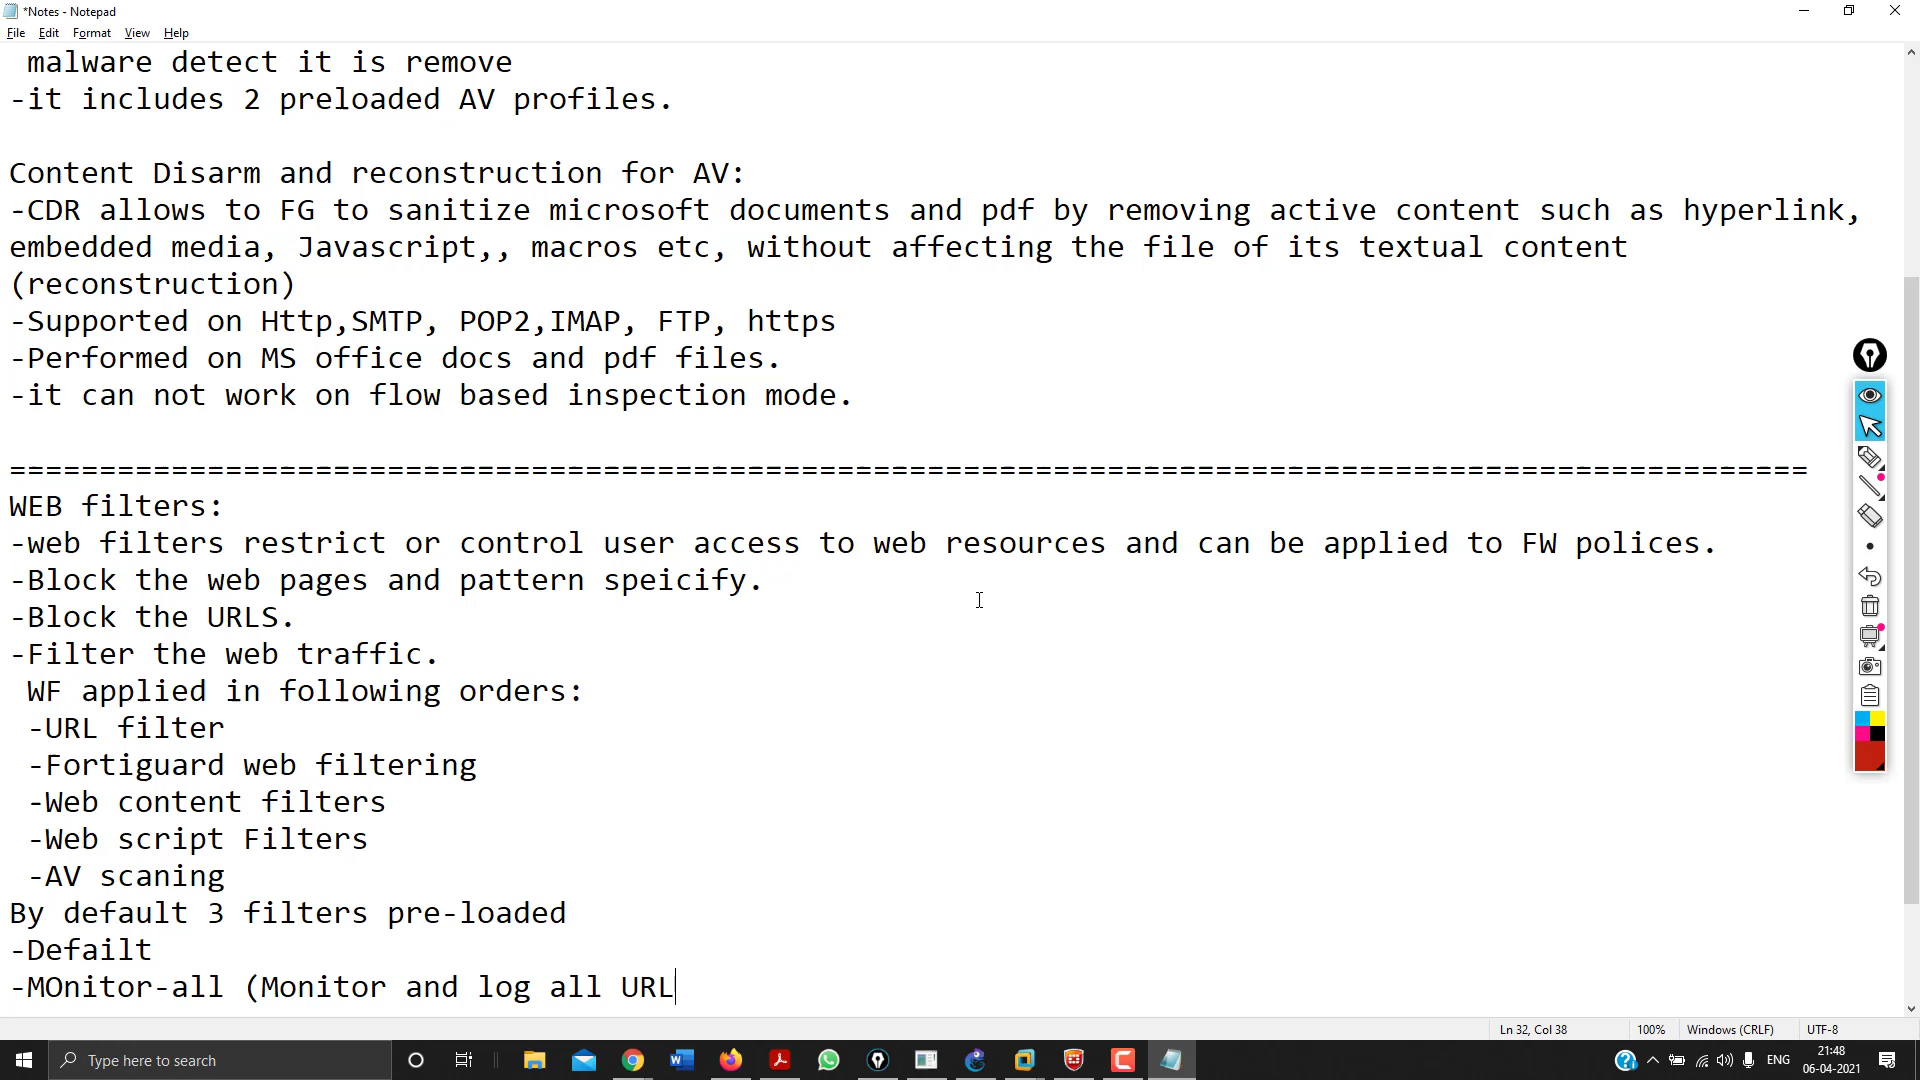 *Notes - Notepad
File Edit Format View Help
malware detect it is remove
-it includes 2 preloaded AV profiles.
Content Disarm and reconstruction for AV:
-CDR allows to FG to sanitize microsoft documents and pdf by removing active content such as hyperlink,
embedded media, Javascript,, macros etc, without affecting the file of its textual content
(reconstruction)
-Supported on Http,SMTP, POP2,IMAP, FTP, https
-Performed on MS office docs and pdf files.
-it can not work on flow based inspection mode.
====================================================================================================
WEB filters:
-web filters restrict or control user access to web resources and can be applied to FW polices.
-Block the web pages and pattern speicify.
-Block the URLS.
-Filter the web traffic.
WF applied in following orders:
-URL filter
-Fortiguard web filtering
-Web content filters
-Web script Filters
-AV scaning
By default 3 filters pre-loaded
-Defailt
-MOnitor-all (Monitor and log all URL
Ln 32, Col 38 100% Windows (CRLF) UTF-8
Type here to search
ENG
21:48
06-04-2021